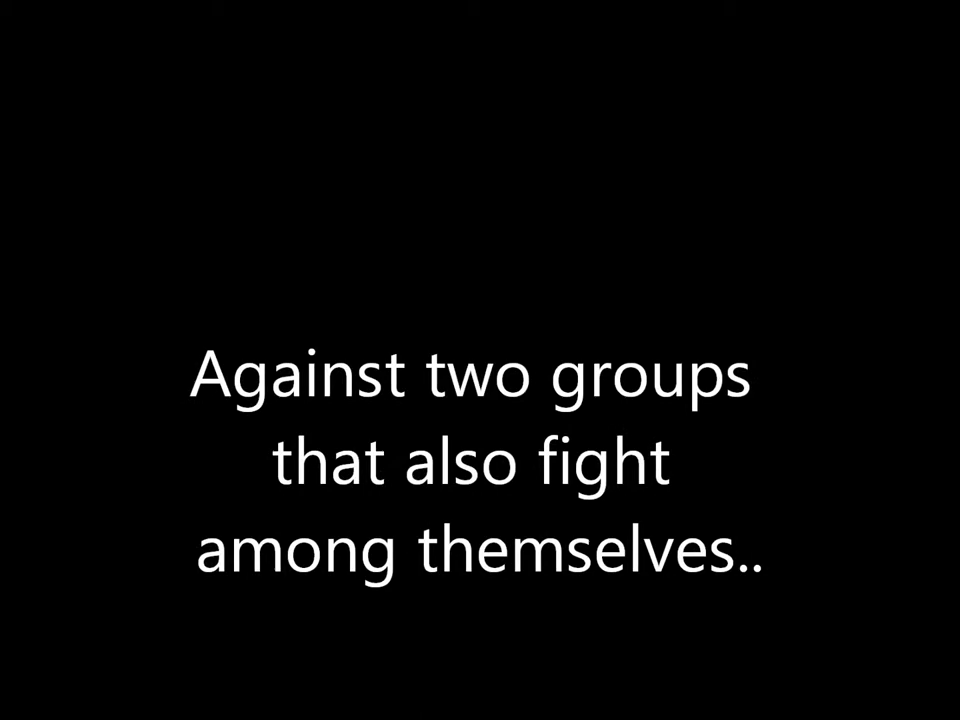 Against two groups
that also fight
among themselves..